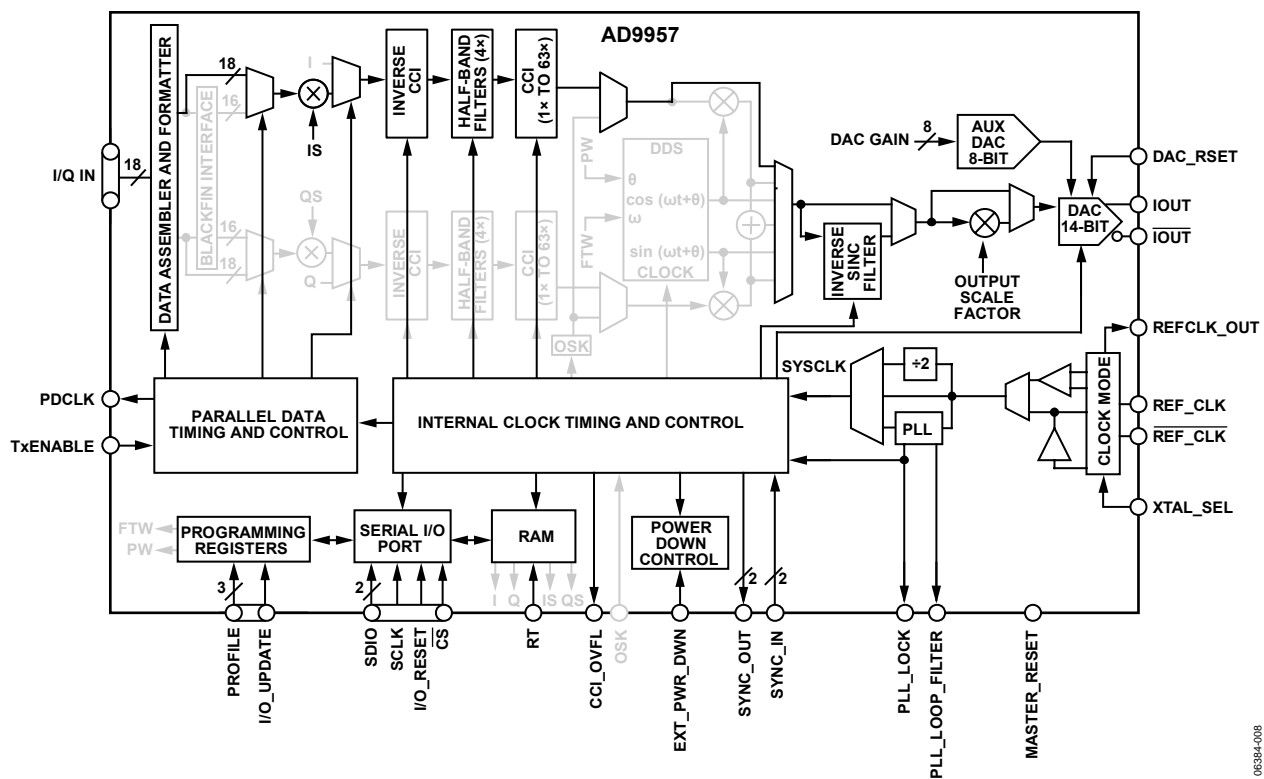 AD9957
I/Q IN
18
DATA ASSEMBLER AND FORMATTER
BLACKFIN INTERFACE
18
16
16
18
IS
QS
I
Q
INVERSE
CCI
HALF-BAND
FILTERS (4×)
CCI
(1× TO 63×)
INVERSE
CCI
HALF-BAND
FILTERS (4×)
CCI
(1× TO 63×)
OSK
PW
FTW
DDS
θ
cos (ωt+θ)
ω
sin (ωt+θ)
CLOCK
INVERSE
SINC
FILTER
OUTPUT
SCALE
FACTOR
DAC GAIN
8
AUX
DAC
8-BIT
DAC
14-BIT
DAC_RSET
IOUT
IOUT
REFCLK_OUT
CLOCK MODE
REF_CLK
REF_CLK
XTAL_SEL
SYSCLK
÷2
PLL
PDCLK
TxENABLE
PARALLEL DATA
TIMING AND CONTROL
INTERNAL CLOCK TIMING AND CONTROL
FTW
PW
PROGRAMMING
REGISTERS
SERIAL I/O
PORT
RAM
I
Q
IS
QS
POWER
DOWN
CONTROL
3
2
2
2
PROFILE
I/O_UPDATE
SDIO
SCLK
I/O_RESET
CS
RT
CCI_OVFL
OSK
EXT_PWR_DWN
SYNC_OUT
SYNC_IN
PLL_LOCK
PLL_LOOP_FILTER
MASTER_RESET
06384-008